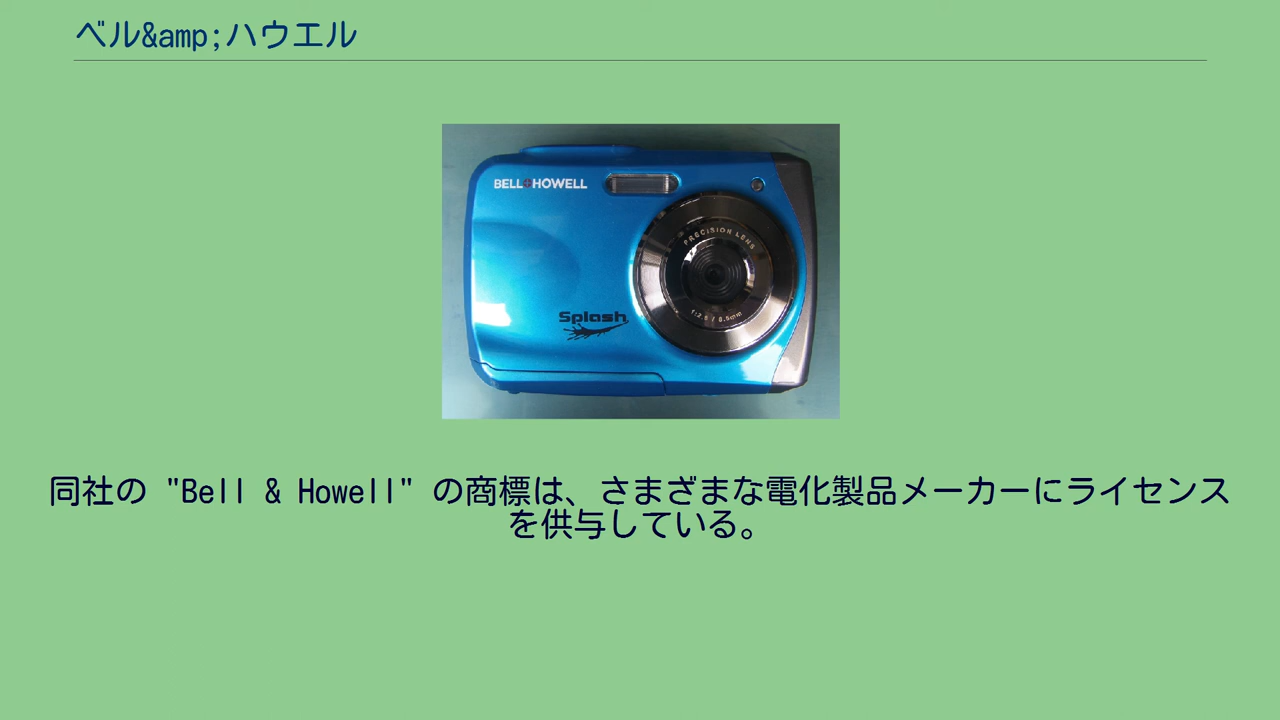 ベル&amp;ハウエル
BELL+HOWELL
PRECISION LENS
Splash
同社の "Bell & Howell" の商標は、さまざまな電化製品メーカーにライセンス
を供与している。